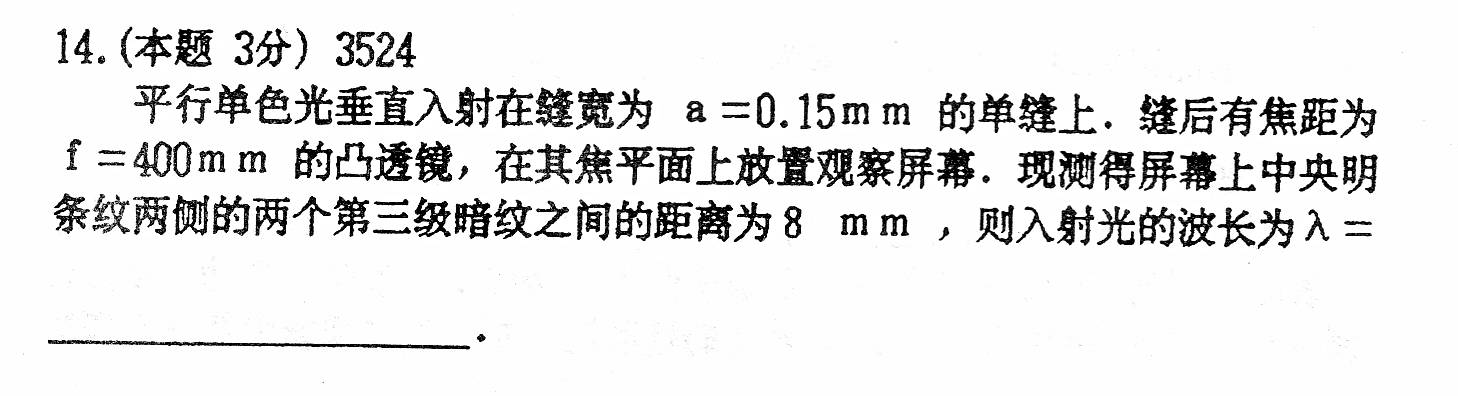 14.(本题 3分) 3524
平行单色光垂直入射在缝宽为 a=0.15mm 的单缝上. 缝后有焦距为
f=400mm 的凸透镜, 在其焦平面上放置观察屏幕. 现测得屏幕上中央明
条纹两侧的两个第三级暗纹之间的距离为8 mm , 则入射光的波长为λ=
__________.